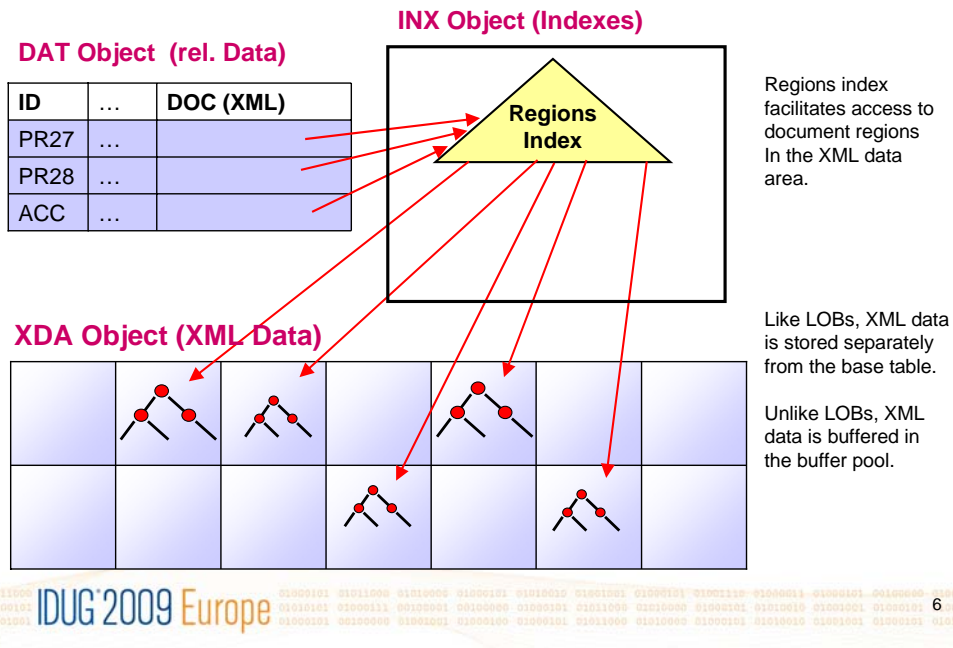 INX Object (Indexes)
DAT Object (rel. Data)
ID … DOC (XML)
PR27 …
PR28 …
ACC …
Regions
Index
Regions index
facilitates access to
document regions
In the XML data
area.
XDA Object (XML Data)
Like LOBs, XML data
is stored separately
from the base table.
Unlike LOBs, XML
data is buffered in
the buffer pool.
IDUG 2009 Europe
6